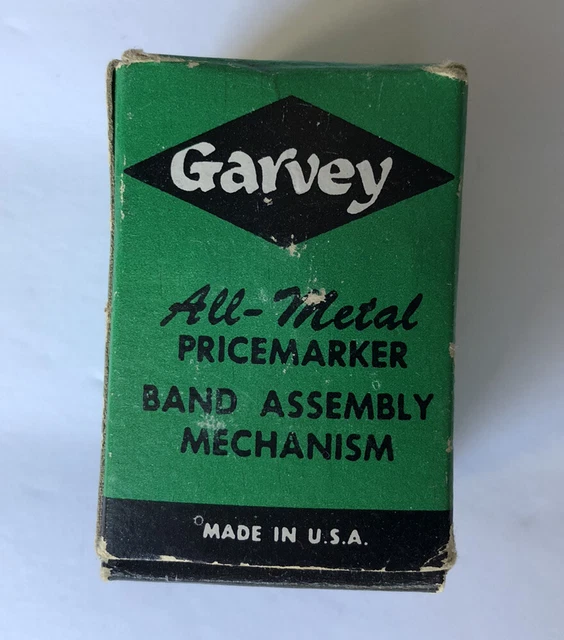 Garvey
All-Metal
PRICEMARKER
BAND ASSEMBLY
MECHANISM
MADE IN U.S.A.